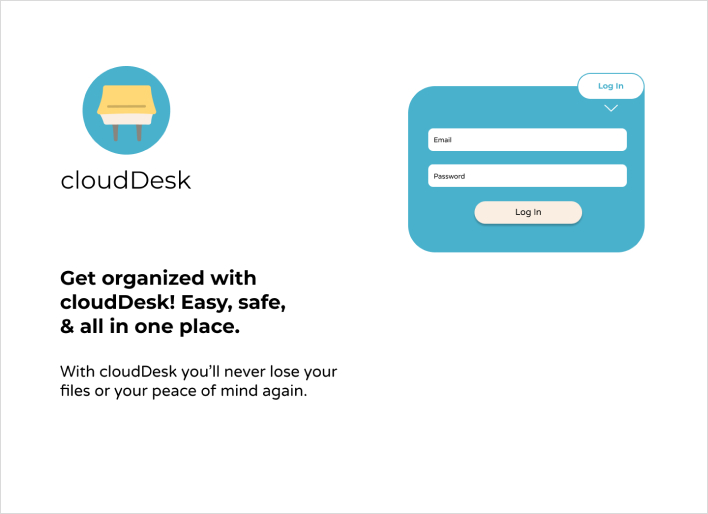 cloudDesk
Get organized with
cloudDesk! Easy, safe,
& all in one place.
With cloudDesk you’ll never lose your
files or your peace of mind again.
Log In
Email
Password
Log In